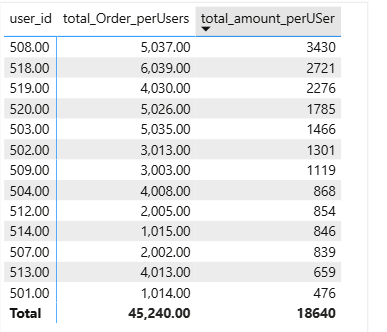 user_id total_Order_perUsers total_amount_perUSer
508.00 5,037.00 3430
518.00 6,039.00 2721
519.00 4,030.00 2276
520.00 5,026.00 1785
503.00 5,035.00 1466
502.00 3,013.00 1301
509.00 3,003.00 1119
504.00 4,008.00 868
512.00 2,005.00 854
514.00 1,015.00 846
507.00 2,002.00 839
513.00 4,013.00 659
501.00 1,014.00 476
Total 45,240.00 18640